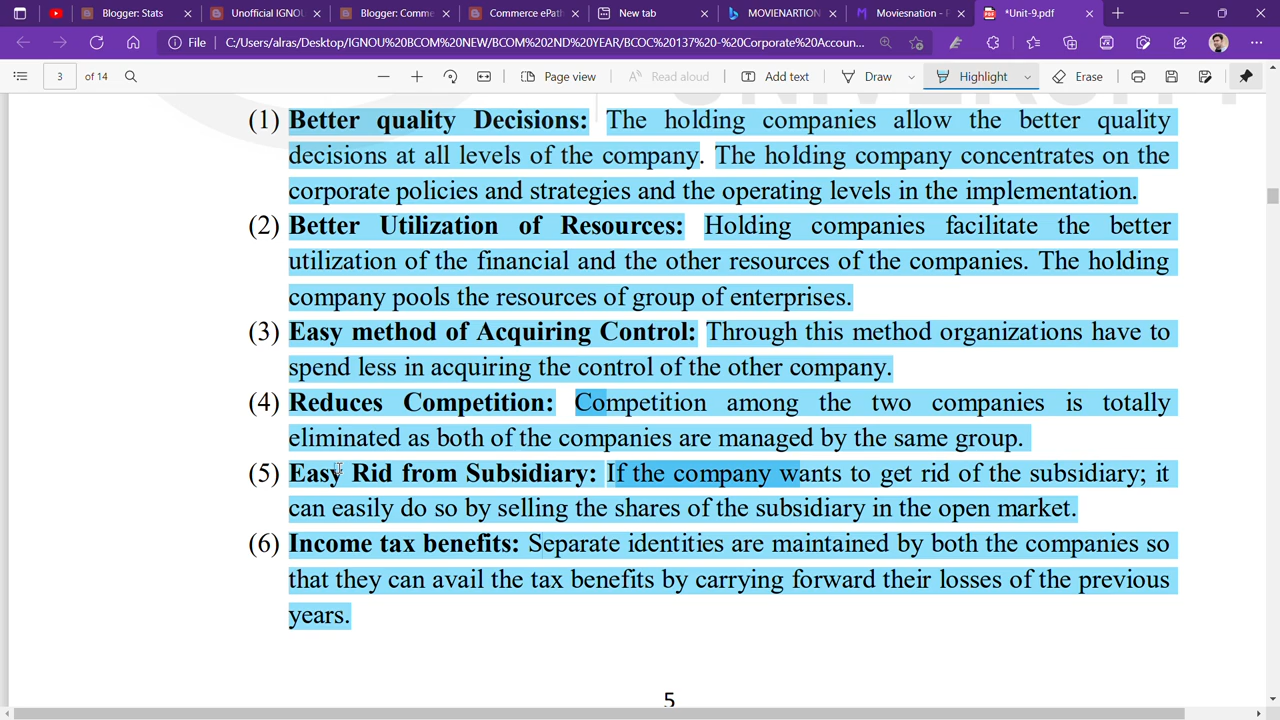 Blogger: Stats
Unofficial IGNOU
Blogger: Comme
Commerce ePath
New tab
MOVIENARTION
Moviesnation -
*Unit-9.pdf
File C:/Users/alras/Desktop/IGNOU%20BCOM%20NEW/BCOM%202ND%20YEAR/BCOC%20137%20-%20Corporate%20Accoun...
3 of 14 Page view Read aloud Add text Draw Highlight Erase
(1) Better quality Decisions: The holding companies allow the better quality
decisions at all levels of the company. The holding company concentrates on the
corporate policies and strategies and the operating levels in the implementation.
(2) Better Utilization of Resources: Holding companies facilitate the better
utilization of the financial and the other resources of the companies. The holding
company pools the resources of group of enterprises.
(3) Easy method of Acquiring Control: Through this method organizations have to
spend less in acquiring the control of the other company.
(4) Reduces Competition: Competition among the two companies is totally
eliminated as both of the companies are managed by the same group.
(5) Easy Rid from Subsidiary: If the company wants to get rid of the subsidiary; it
can easily do so by selling the shares of the subsidiary in the open market.
(6) Income tax benefits: Separate identities are maintained by both the companies so
that they can avail the tax benefits by carrying forward their losses of the previous
years.
5